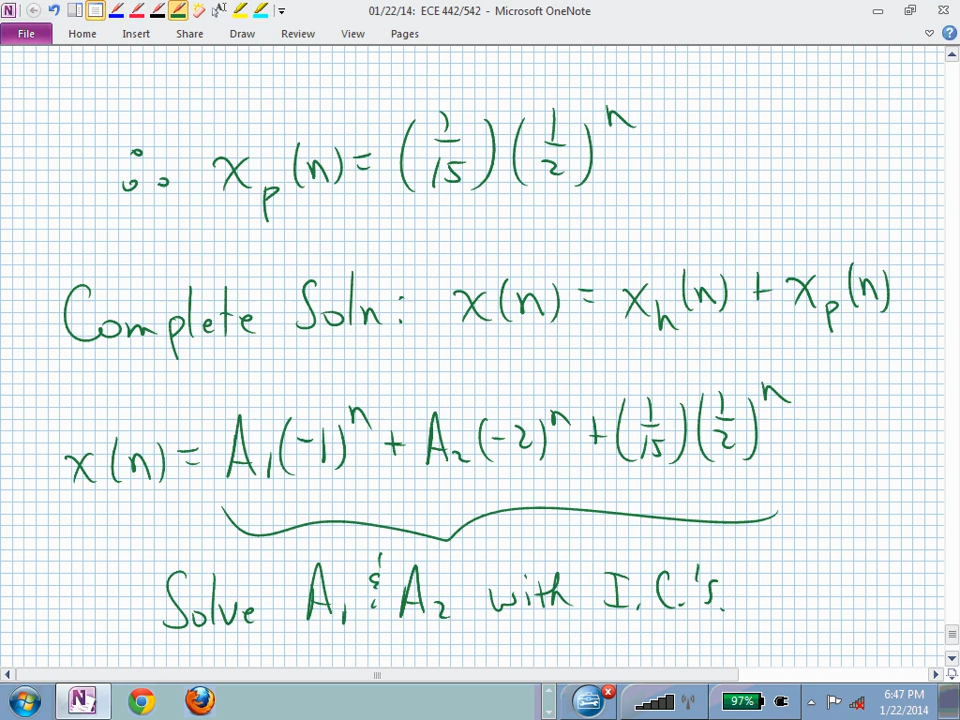 01/22/14: ECE 442/542 - Microsoft OneNote
File Home Insert Share Draw Review View Pages
∴ x_p(n) = (1/15)(1/2)^n
Complete Soln: x(n) = x_h(n) + x_p(n)
x(n) = A_1(-1)^n + A_2(-2)^n + (1/15)(1/2)^n
Solve A_1 & A_2 with I.C.'s.
97%
6:47 PM
1/22/2014